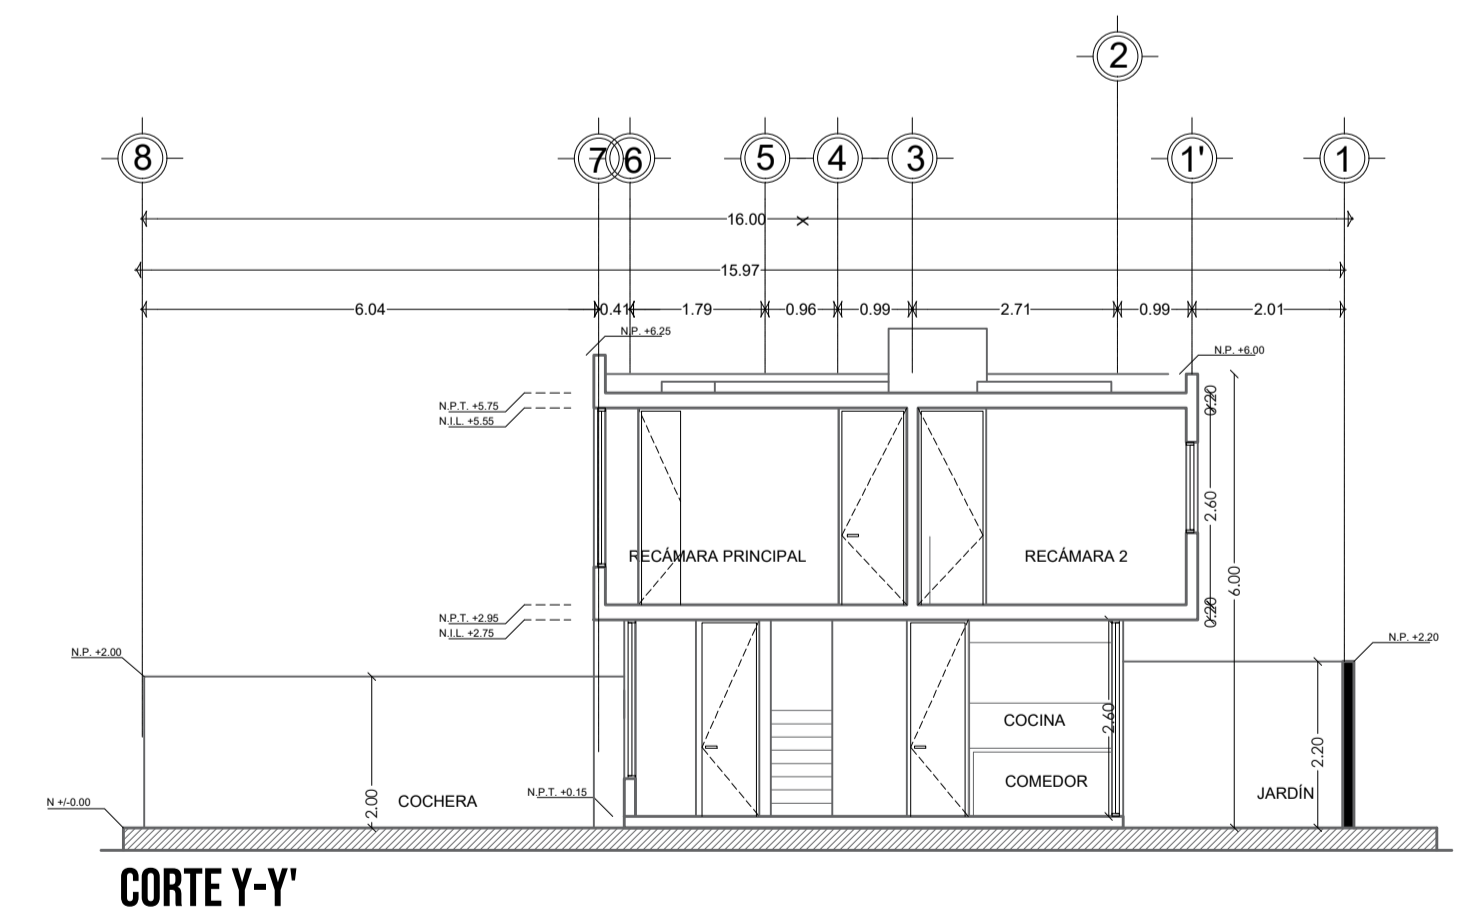 2
8 7 6 5 4 3 1' 1
16.00
15.97
6.04 0.41 1.79 0.96 0.99 2.71 0.99 2.01
N.P. +6.25
N.P. +6.00
N.P.T. +5.75
N.I.L. +5.55
0.20
2.60
6.00
RECÁMARA PRINCIPAL
RECÁMARA 2
N.P.T. +2.95
N.I.L. +2.75
0.20
N.P. +2.00
N.P. +2.20
COCINA
2.60
2.20
COMEDOR
N.P.T. +0.15
JARDÍN
N +/-0.00
2.00
COCHERA
CORTE Y-Y'